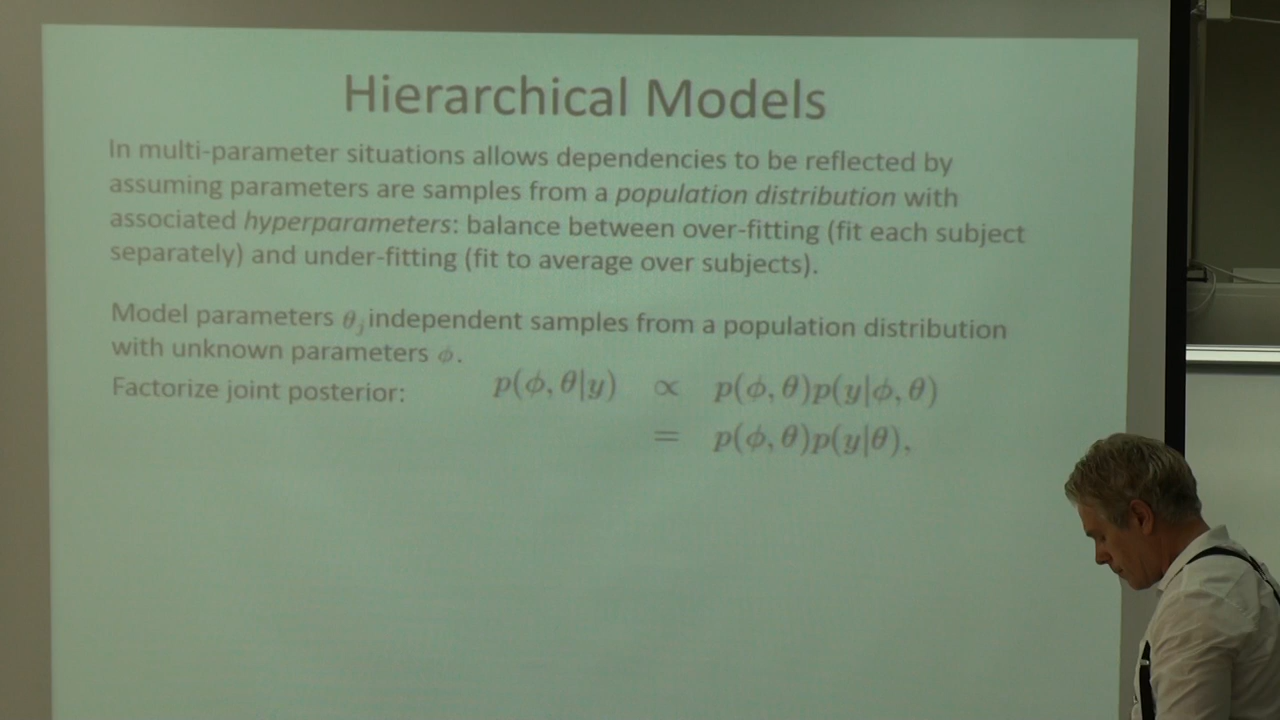 Hierarchical Models
In multi-parameter situations allows dependencies to be reflected by
assuming parameters are samples from a population distribution with
associated hyperparameters: balance between over-fitting (fit each subject
separately) and under-fitting (fit to average over subjects).
Model parameters θ_j independent samples from a population distribution
with unknown parameters ϕ.
Factorize joint posterior: p(ϕ, θ|y) ∝ p(ϕ, θ)p(y|ϕ, θ)
= p(ϕ, θ)p(y|θ),